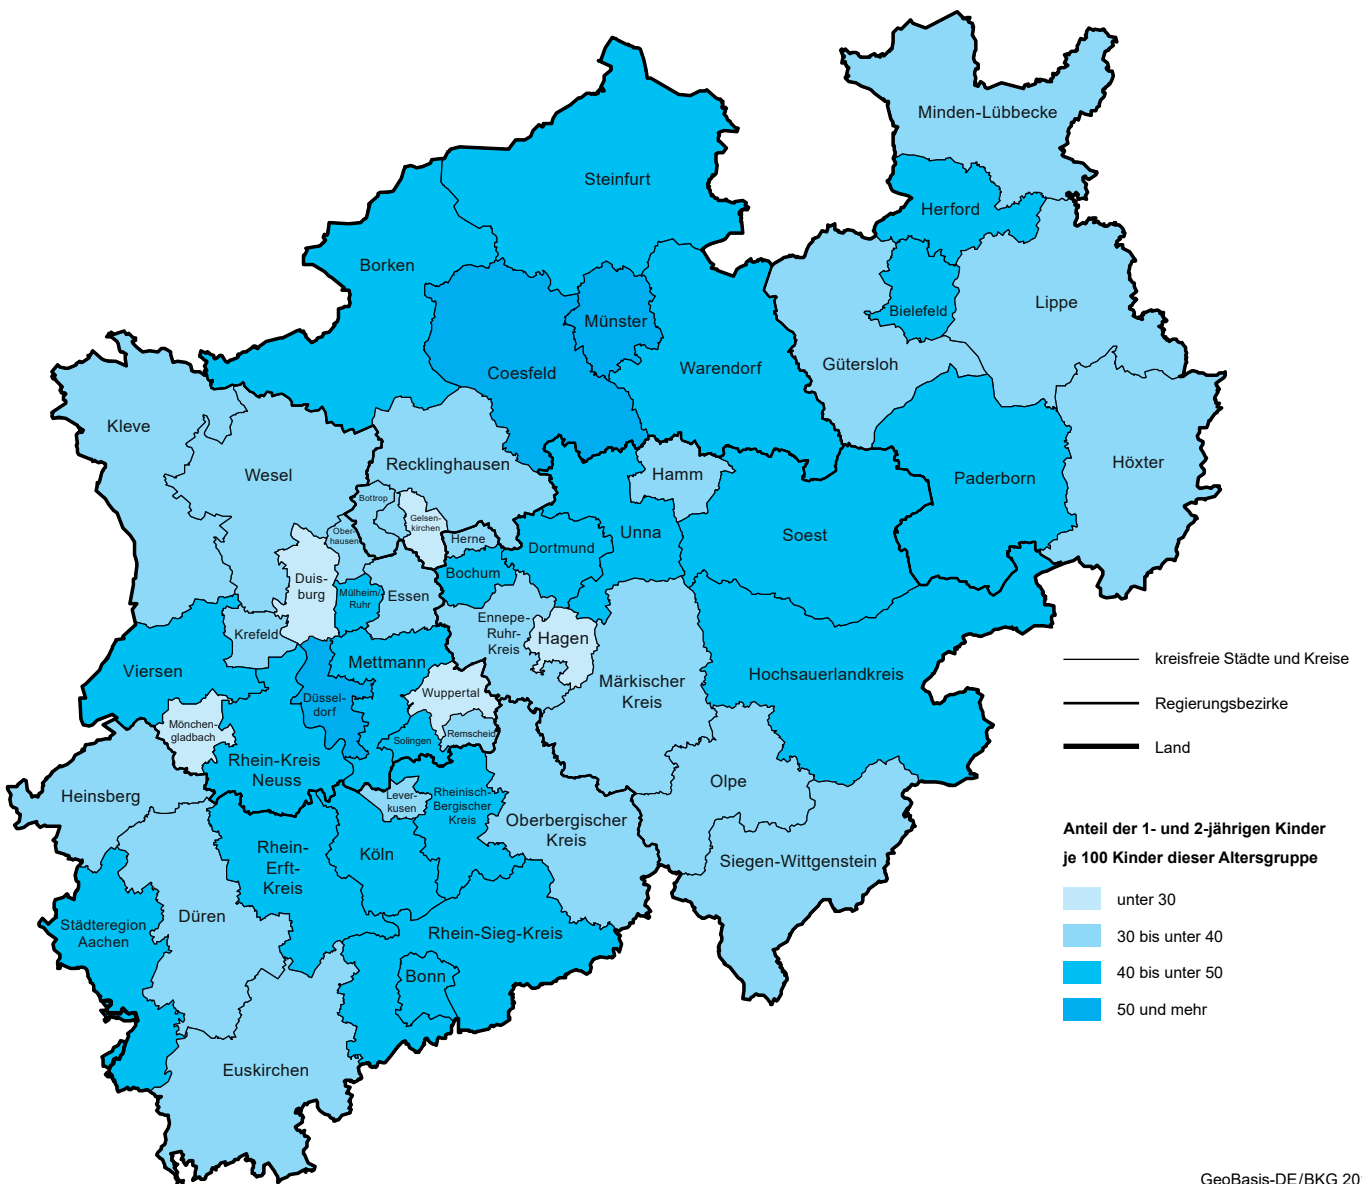 Minden-Lübbecke
Steinfurt
Herford
Borken
Lippe
Bielefeld
Münster
Gütersloh
Warendorf
Coesfeld
Kleve
Recklinghausen
Höxter
Wesel
Hamm
Paderborn
Bottrop
Gelsen-
kirchen
Ober-
hausen
Herne
Unna
Soest
Dortmund
Bochum
Duis-
burg
Mülheim/
Ruhr
Essen
Ennepe-
Ruhr-
Kreis
Hagen
Krefeld
Mettmann
Viersen
Hochsauerlandkreis
Märkischer
Kreis
Wuppertal
Düssel-
dorf
Mönchen-
gladbach
Remscheid
Solingen
Rhein-Kreis
Neuss
Olpe
Heinsberg
Lever-
kusen
Rheinisch-
Bergischer
Kreis
Oberbergischer
Kreis
Rhein-
Erft-
Kreis
Köln
Siegen-Wittgenstein
Düren
Städteregion
Aachen
Rhein-Sieg-Kreis
Bonn
Euskirchen
kreisfreie Städte und Kreise
Regierungsbezirke
Land
Anteil der 1- und 2-jährigen Kinder
je 100 Kinder dieser Altersgruppe
unter 30
30 bis unter 40
40 bis unter 50
50 und mehr
GeoBasis-DE/BKG 20